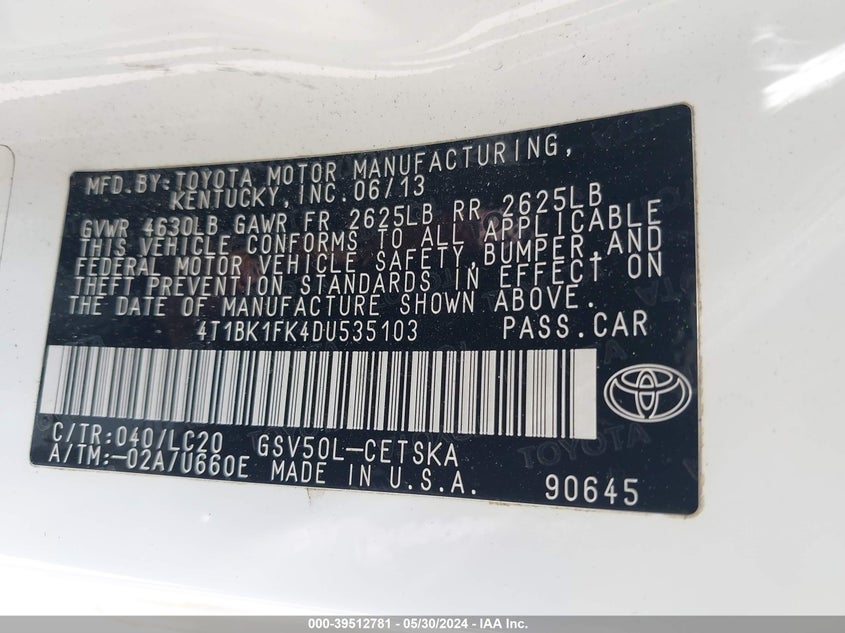 MFD.BY:TOYOTA MOTOR MANUFACTURING,
KENTUCKY,INC.06/13
GVWR 4630LB GAWR FR 2625LB RR 2625LB
THIS VEHICLE CONFORMS TO ALL APPLICABLE
FEDERAL MOTOR VEHICLE SAFETY,BUMPER,AND
THEFT PREVENTION STANDARDS IN EFFECT ON
THE DATE OF MANUFACTURE SHOWN ABOVE.
4T1BK1FK4DU535103 PASS.CAR
C/TR:040/LC20 GSV50L-CETSKA
A/TM:-02A/U660E MADE IN U.S.A. 90645
TOYOTA
000-39512781 - 05/30/2024 - IAA Inc.